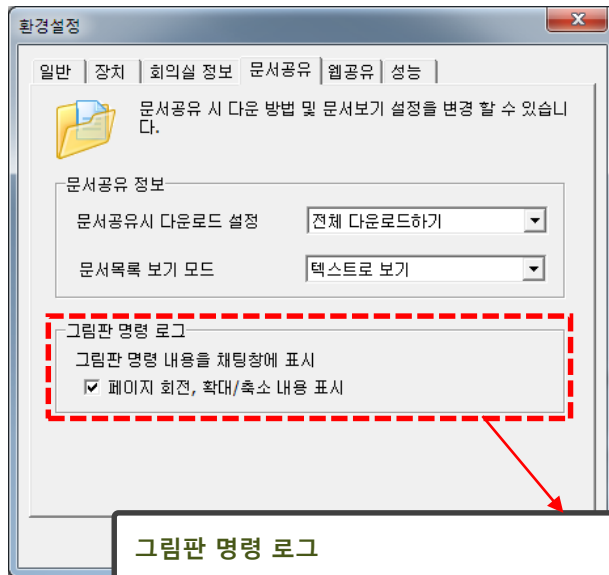 환경설정
일반 장치 회의실 정보 문서공유 웹공유 성능
문서공유 시 다운 방법 및 문서보기 설정을 변경 할 수 있습니
다.
문서공유 정보
문서공유시 다운로드 설정 전체 다운로드하기
문서목록 보기 모드 텍스트로 보기
그림판 명령 로그
그림판 명령 내용을 채팅창에 표시
페이지 회전, 확대/축소 내용 표시
그림판 명령 로그